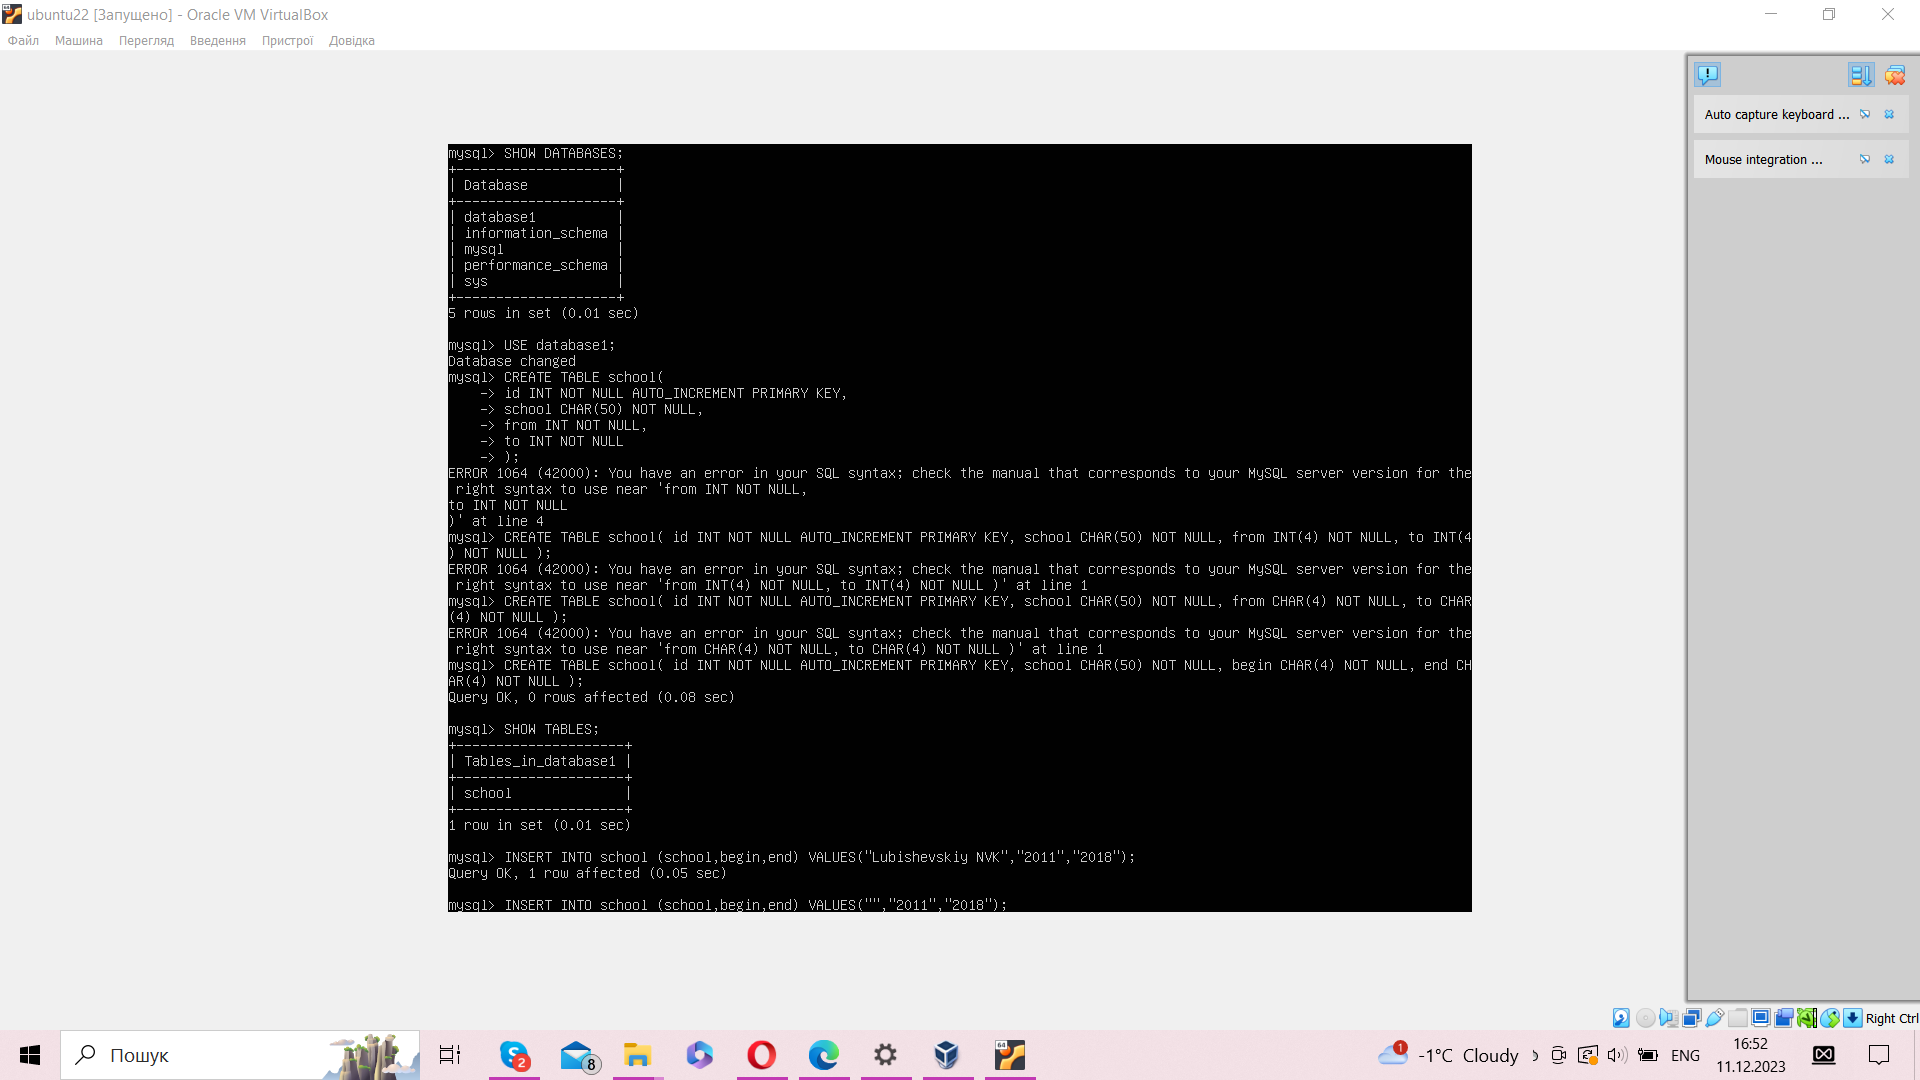 ubuntu22 [Запущено] - Oracle VM VirtualBox
Файл Машина Перегляд Введення Пристрої Довідка
Auto capture keyboard ...
Mouse integration ...
mysql> SHOW DATABASES;
+--------------------+
| Database           |
+--------------------+
| database1          |
| information_schema |
| mysql              |
| performance_schema |
| sys                |
+--------------------+
5 rows in set (0.01 sec)
mysql> USE database1;
Database changed
mysql> CREATE TABLE school(
    -> id INT NOT NULL AUTO_INCREMENT PRIMARY KEY,
    -> school CHAR(50) NOT NULL,
    -> from INT NOT NULL,
    -> to INT NOT NULL
    -> );
ERROR 1064 (42000): You have an error in your SQL syntax; check the manual that corresponds to your MySQL server version for the
 right syntax to use near 'from INT NOT NULL,
to INT NOT NULL
)' at line 4
mysql> CREATE TABLE school( id INT NOT NULL AUTO_INCREMENT PRIMARY KEY, school CHAR(50) NOT NULL, from INT(4) NOT NULL, to INT(4
) NOT NULL );
ERROR 1064 (42000): You have an error in your SQL syntax; check the manual that corresponds to your MySQL server version for the
 right syntax to use near 'from INT(4) NOT NULL, to INT(4) NOT NULL )' at line 1
mysql> CREATE TABLE school( id INT NOT NULL AUTO_INCREMENT PRIMARY KEY, school CHAR(50) NOT NULL, from CHAR(4) NOT NULL, to CHAR
(4) NOT NULL );
ERROR 1064 (42000): You have an error in your SQL syntax; check the manual that corresponds to your MySQL server version for the
 right syntax to use near 'from CHAR(4) NOT NULL, to CHAR(4) NOT NULL )' at line 1
mysql> CREATE TABLE school( id INT NOT NULL AUTO_INCREMENT PRIMARY KEY, school CHAR(50) NOT NULL, begin CHAR(4) NOT NULL, end CH
AR(4) NOT NULL );
Query OK, 0 rows affected (0.08 sec)
mysql> SHOW TABLES;
+---------------------+
| Tables_in_database1 |
+---------------------+
| school              |
+---------------------+
1 row in set (0.01 sec)
mysql> INSERT INTO school (school,begin,end) VALUES("Lubishevskiy NVK","2011","2018");
Query OK, 1 row affected (0.05 sec)
mysql> INSERT INTO school (school,begin,end) VALUES("","2011","2018");
Right Ctrl
Пошук
2
8
64
1
-1°C Cloudy
ENG
16:52
11.12.2023